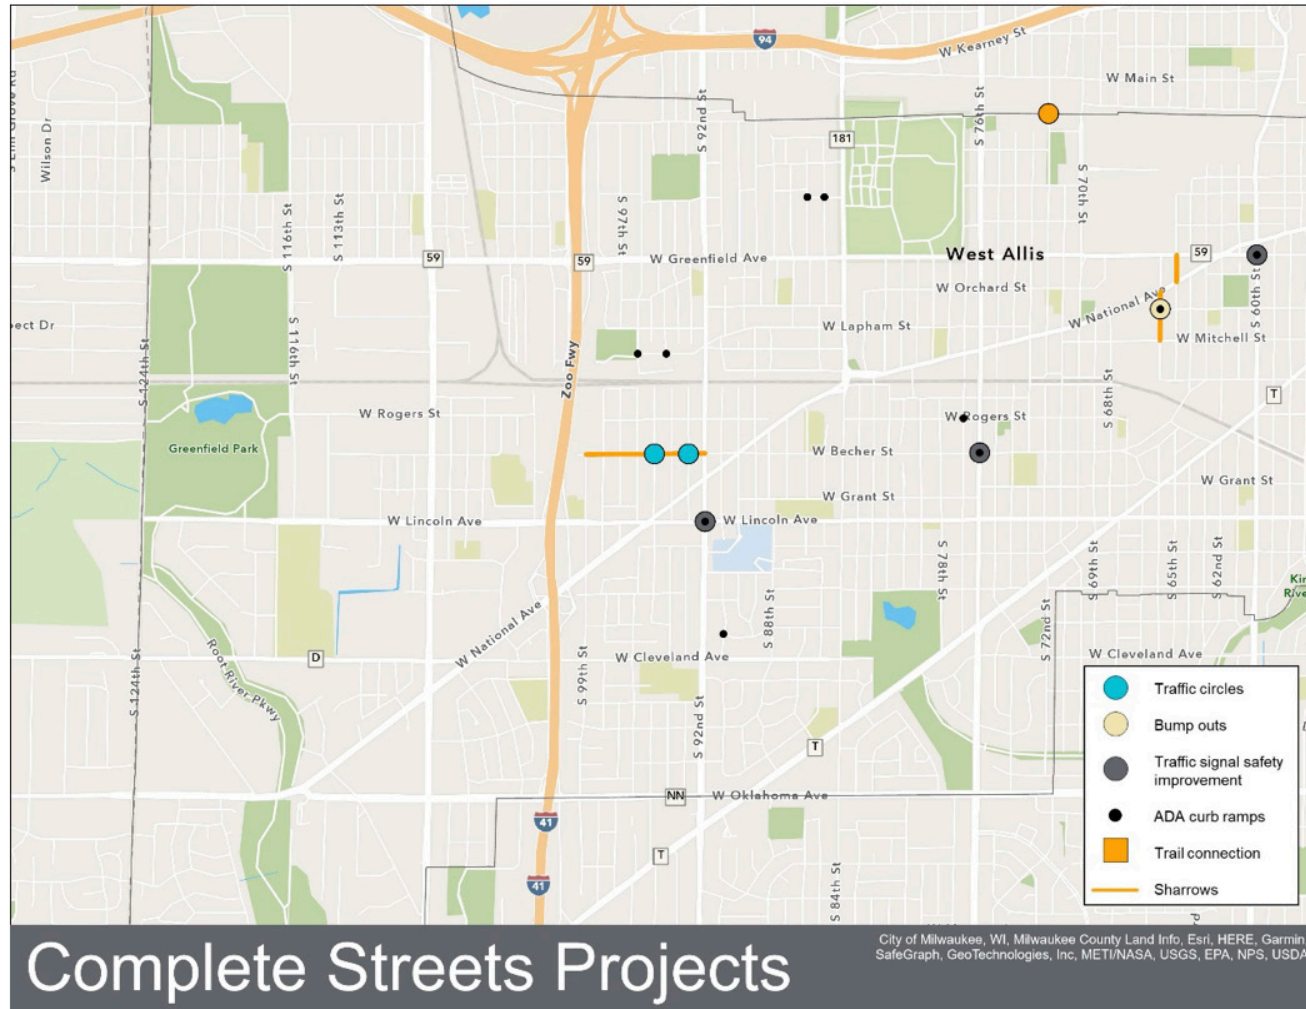 94
W Kearney St
W Main St
S 92nd St
S 76th St
181
Wilson Dr
S 70th St
S 97th St
S 116th St
S 113th St
59
59
W Greenfield Ave
West Allis
59
W Orchard St
W National Ave
S 60th St
W Lapham St
W Mitchell St
S 124th St
S 116th St
Zoo Fwy
S 68th St
T
W Rogers St
W Rogers St
Greenfield Park
W Becher St
W Grant St
W Grant St
W Lincoln Ave
W Lincoln Ave
S 78th St
S 69th St
S 65th St
S 62nd St
S 88th St
S 72nd St
W National Ave
D
W Cleveland Ave
W Cleveland Ave
S 124th St
Root River Pkwy
S 99th St
S 92nd St
T
NN
W Oklahoma Ave
41
T
41
S 84th St
Traffic circles
Bump outs
Traffic signal safety
improvement
ADA curb ramps
Trail connection
Sharrows
Complete Streets Projects
City of Milwaukee, WI, Milwaukee County Land Info, Esri, HERE, Garmin,
SafeGraph, GeoTechnologies, Inc, METI/NASA, USGS, EPA, NPS, USDA